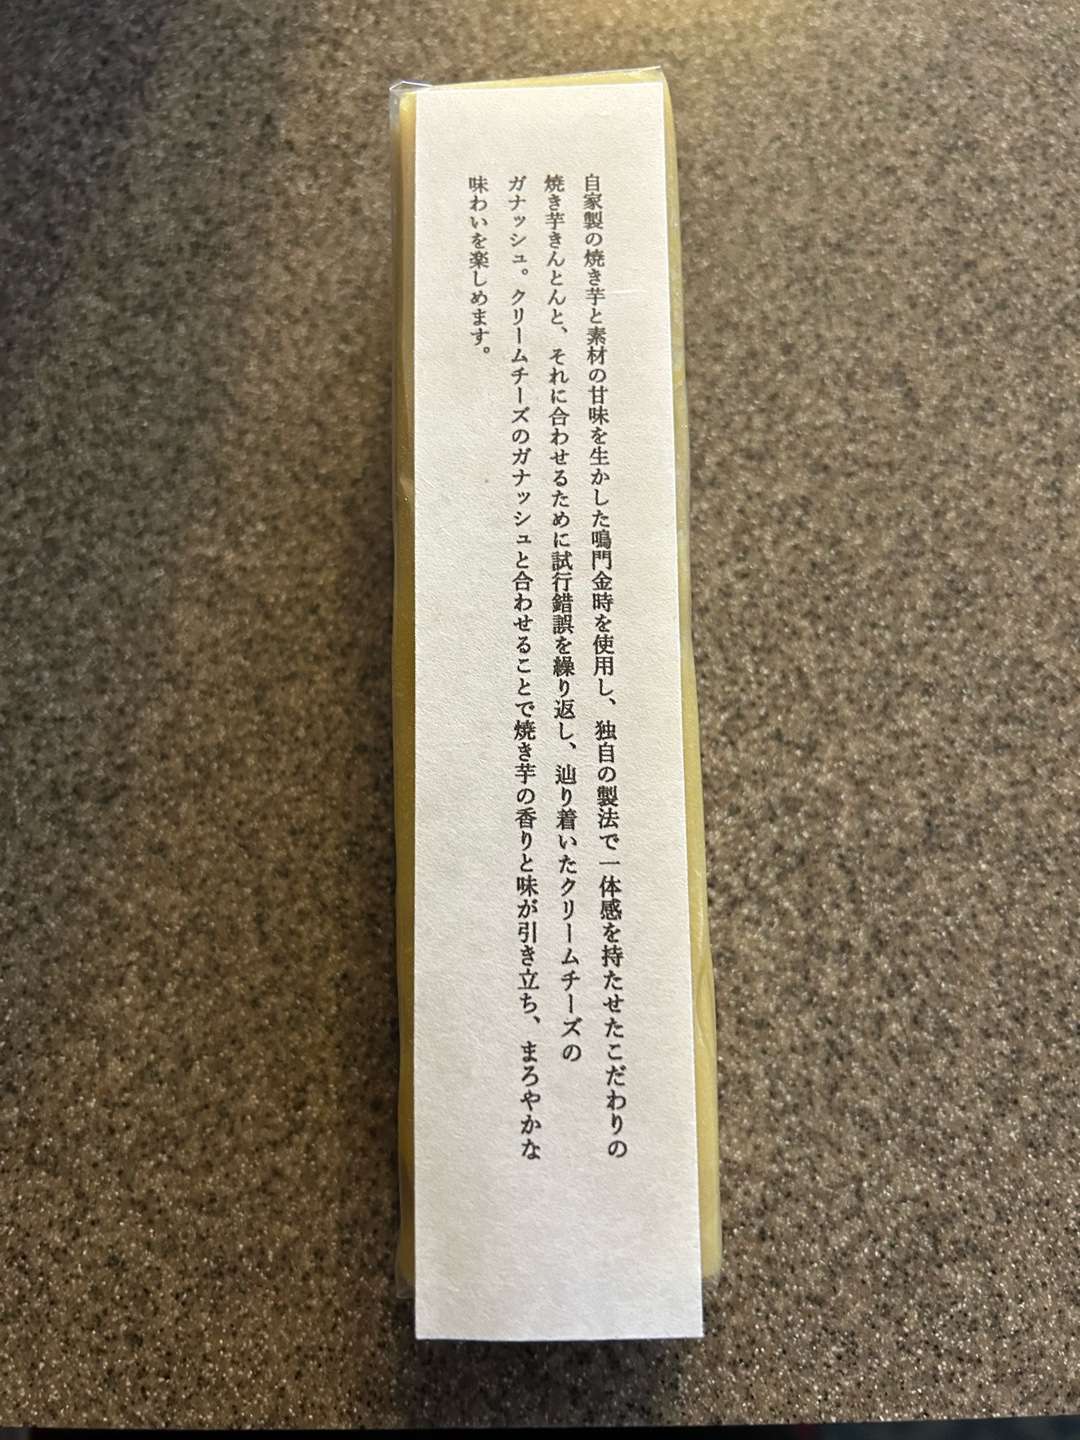 自家製の焼き芋と素材の甘味を生かした鳴門金時を使用し、独自の製法で一体感を持たせたこだわりの
焼き芋きんとんと、それに合わせるために試行錯誤を繰り返し、辿り着いたクリームチーズの
ガナッシュ。クリームチーズのガナッシュと合わせることで焼き芋の香りと味が引き立ち、まろやかな
味わいを楽しめます。